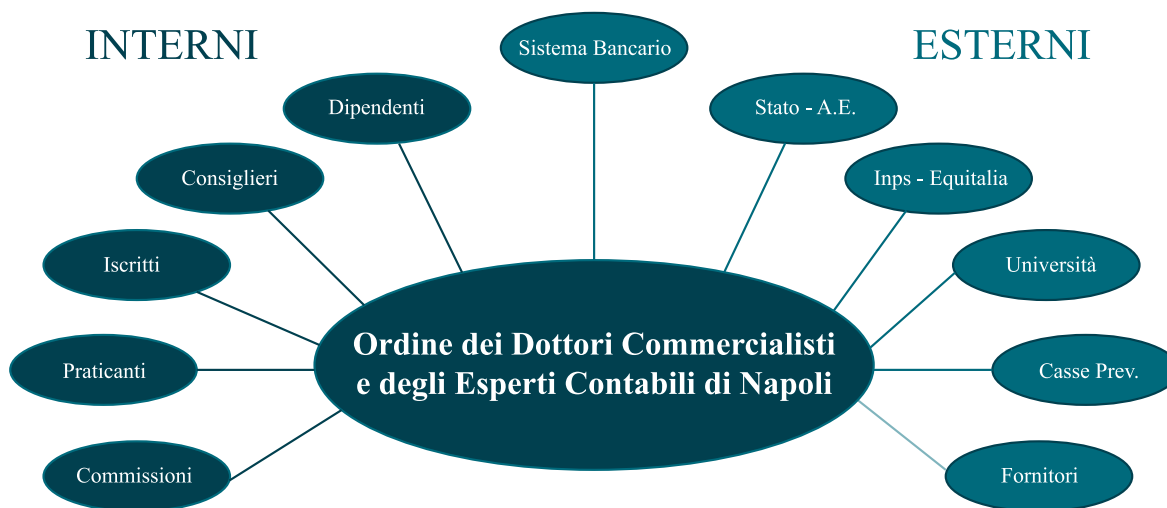 INTERNI
ESTERNI
Sistema Bancario
Dipendenti
Stato - A.E.
Consiglieri
Inps - Equitalia
Iscritti
Università
Ordine dei Dottori Commercialisti
e degli Esperti Contabili di Napoli
Praticanti
Casse Prev.
Commissioni
Fornitori